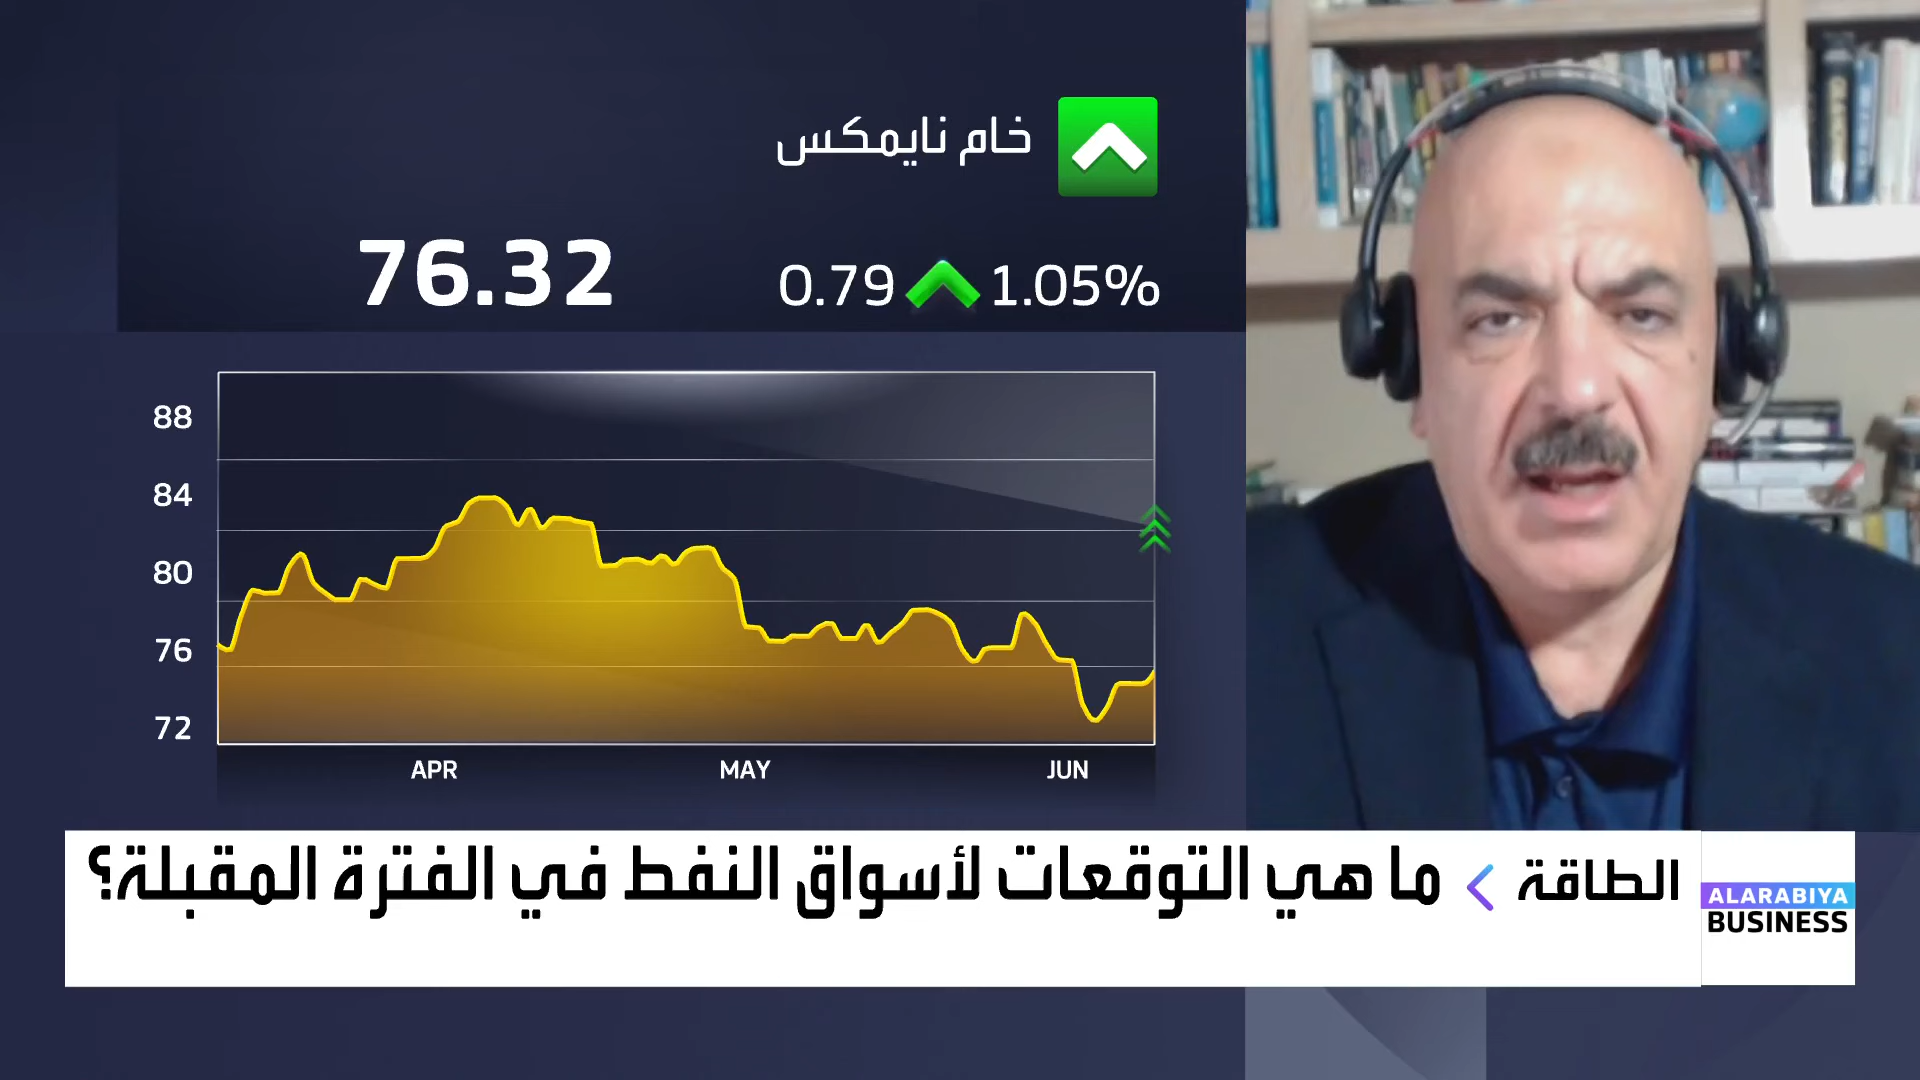 خام نايمكس
76.32
0.79 1.05%
88
84
80
76
72
APR MAY JUN
الطاقة ما هي التوقعات لأسواق النفط في الفترة المقبلة؟
ALARABIYA
BUSINESS